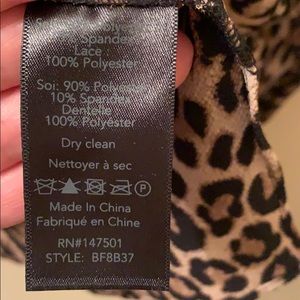 10% Spandex
Lace :
100% Polyester
Soi: 90% Polyester
10% Spandex
Dentelle
100% Polyester
Dry clean
Nettoyer à sec
P
Made In China
Fabriqué en Chine
RN#147501
STYLE: BF8B37